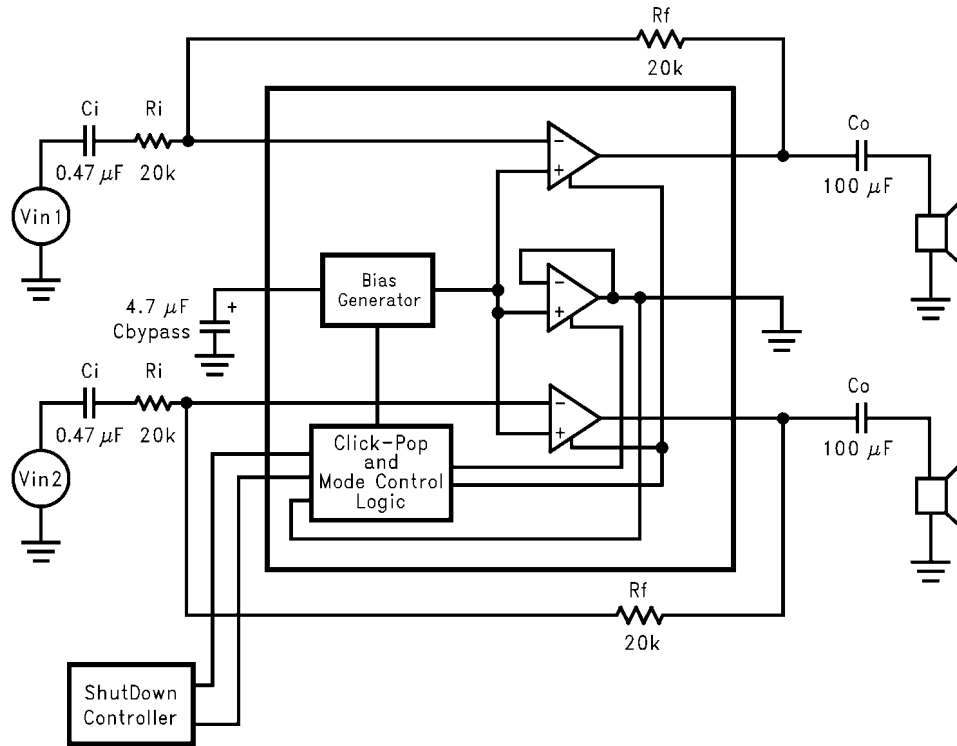 Rf
20k
Ci
Ri
0.47 μF
20k
Vin1
Co
100 μF
-
+
Bias
Generator
-
+
4.7 μF
+
Cbypass
Ci
Ri
0.47 μF
20k
Vin2
-
+
Co
100 μF
Click-Pop
and
Mode Control
Logic
Rf
20k
ShutDown
Controller